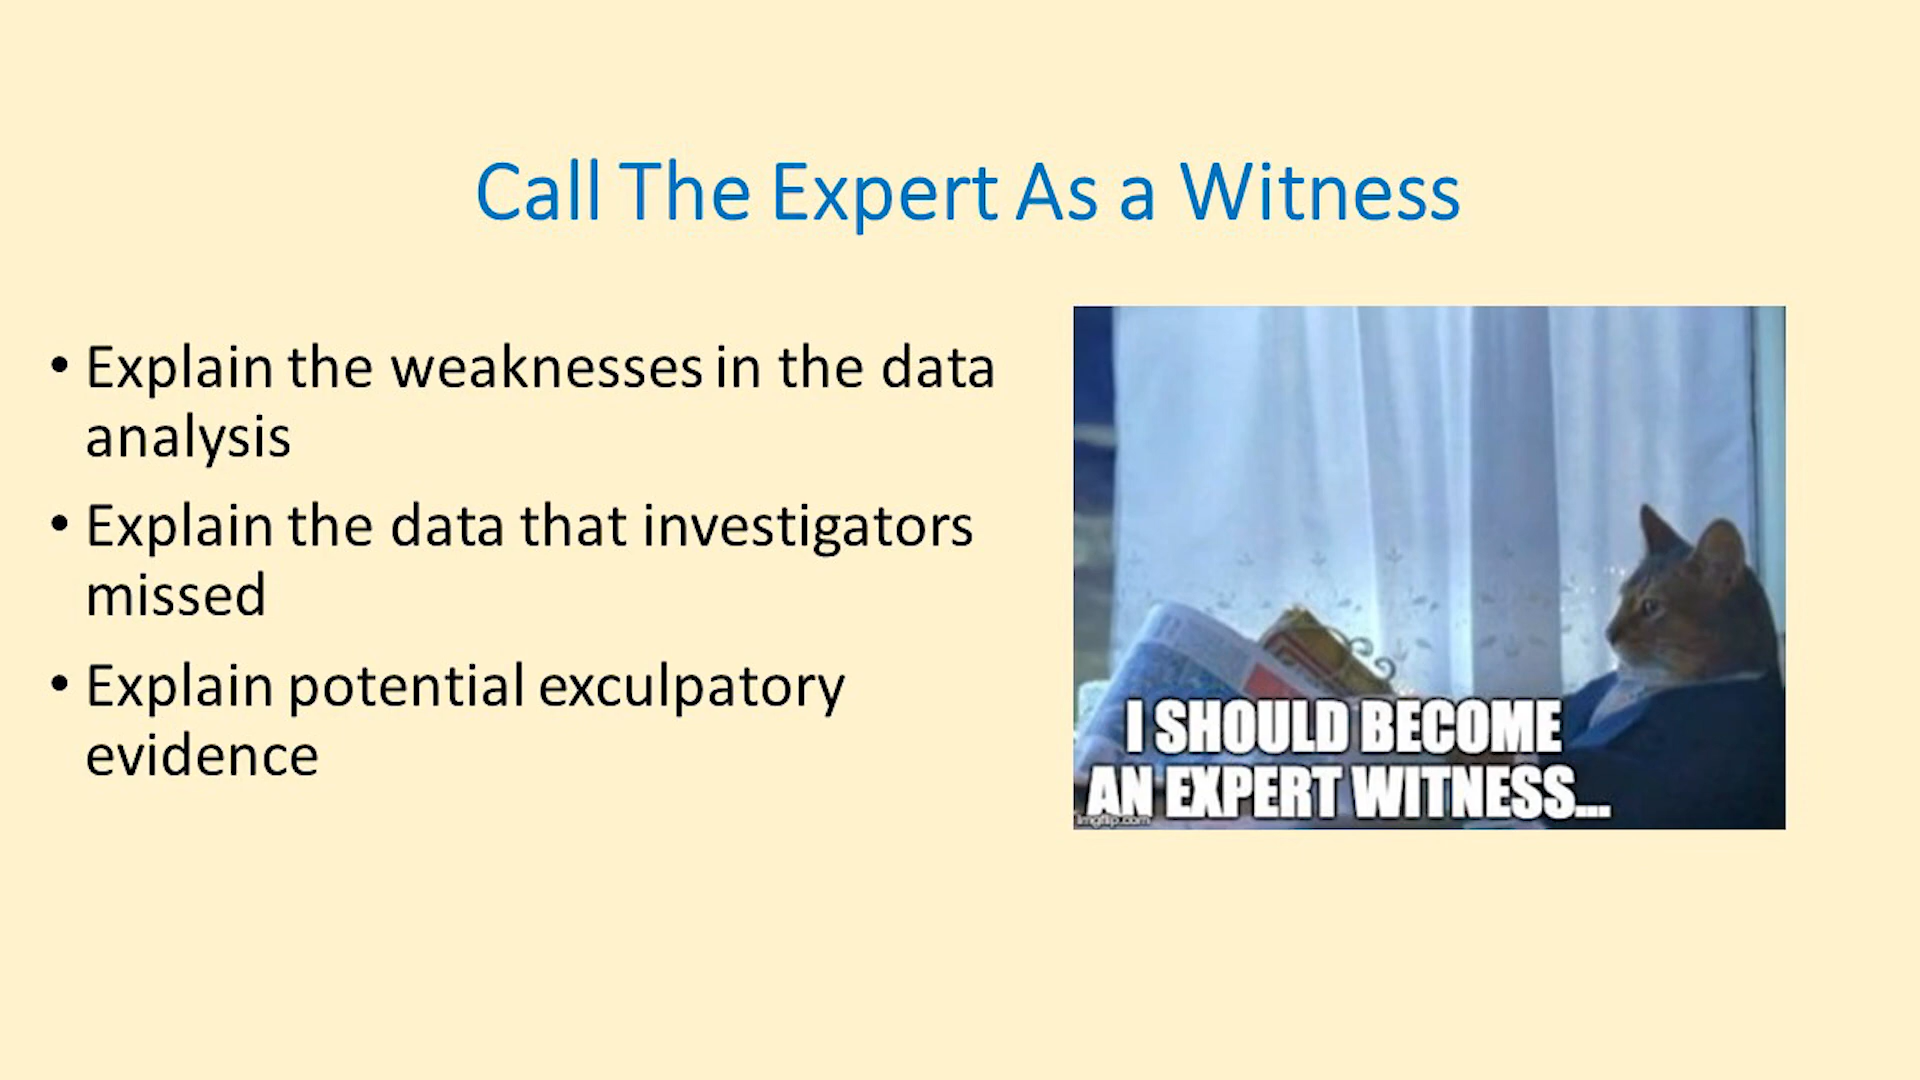 Call The Expert As a Witness
• Explain the weaknesses in the data
analysis
• Explain the data that investigators
missed
• Explain potential exculpatory
evidence
I SHOULD BECOME
AN EXPERT WITNESS...
imgflip.com